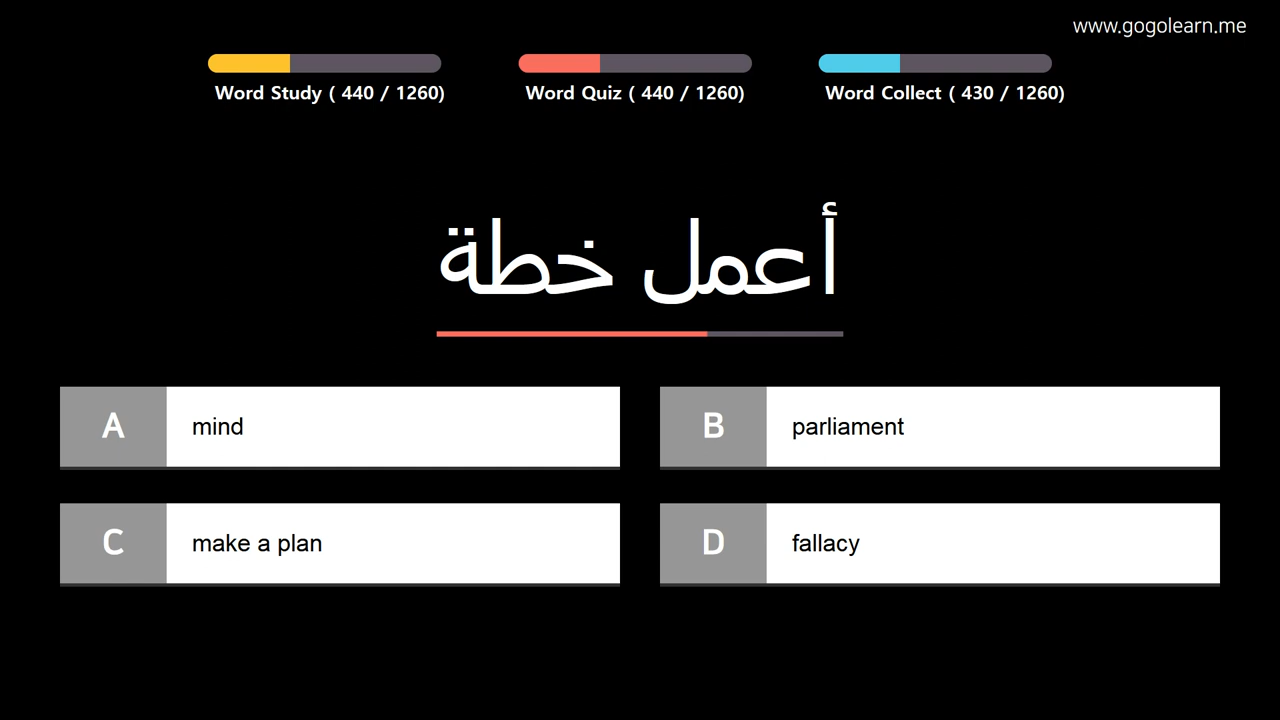 www.gogolearn.me
Word Study ( 440 / 1260)
Word Quiz ( 440 / 1260)
Word Collect ( 430 / 1260)
أعمل خطة
A mind
B parliament
C make a plan
D fallacy